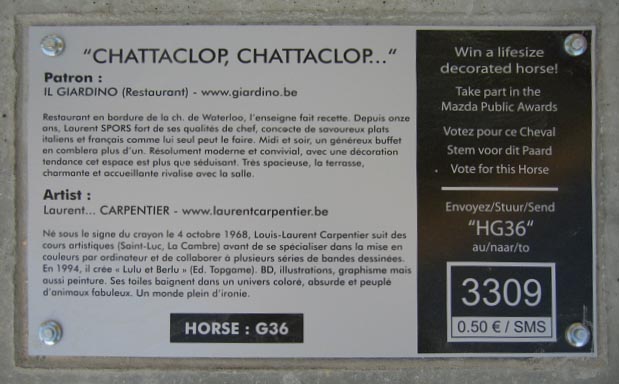 "CHATTACLOP, CHATTACLOP..."
Patron :
IL GIARDINO (Restaurant) - www.giardino.be
Restaurant en bordure de la ch. de Waterloo, l'enseigne fait recette. Depuis onze
ans, Laurent SPORS fort de ses qualités de chef, concocte de savoureux plats
italiens et français comme lui seul peut le faire. Midi et soir, un généreux buffet
en comblera plus d'un. Résolument moderne et convivial, avec une décoration
tendance cet espace est plus que séduisant. Très spacieuse, la terrasse,
charmante et accueillante rivalise avec la salle.
Artist :
Laurent... CARPENTIER - www.laurentcarpentier.be
Né sous le signe du crayon le 4 octobre 1968, Louis-Laurent Carpentier suit des
cours artistiques (Saint-Luc, La Cambre) avant de se spécialiser dans la mise en
couleurs par ordinateur et de collaborer à plusieurs séries de bandes dessinées.
En 1994, il crée « Lulu et Berlu » (Ed. Topgame). BD, illustrations, graphisme mais
aussi peinture. Ses toiles baignent dans un univers coloré, absurde et peuplé
d'animaux fabuleux. Un monde plein d'ironie.
HORSE : G36
Win a lifesize
decorated horse!
Take part in the
Mazda Public Awards
Votez pour ce Cheval
Stem voor dit Paard
Vote for this Horse
Envoyez/Stuur/Send
"HG36"
au/naar/to
3309
0.50 € / SMS